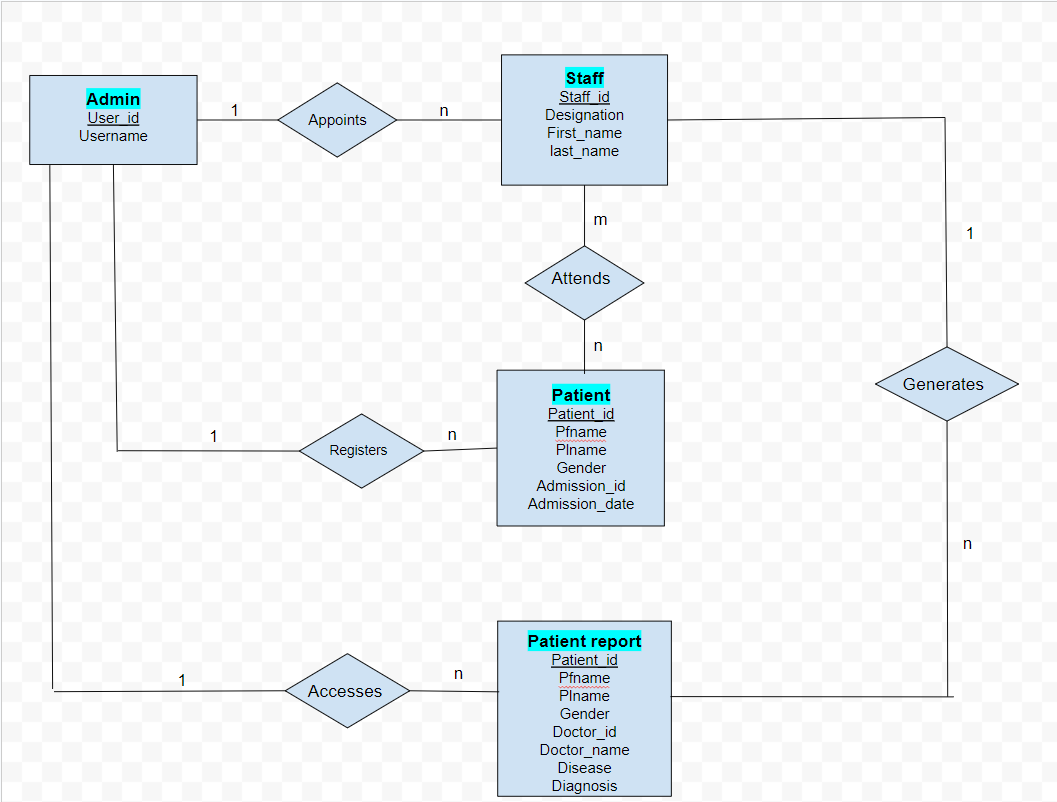 Admin
User_id
Username
1
Appoints
n
Staff
Staff_id
Designation
First_name
last_name
1
m
Attends
n
Generates
n
Patient
Patient_id
Pfname
Plname
Gender
Admission_id
Admission_date
1
Registers
n
Patient report
Patient_id
Pfname
Plname
Gender
Doctor_id
Doctor_name
Disease
Diagnosis
1
Accesses
n